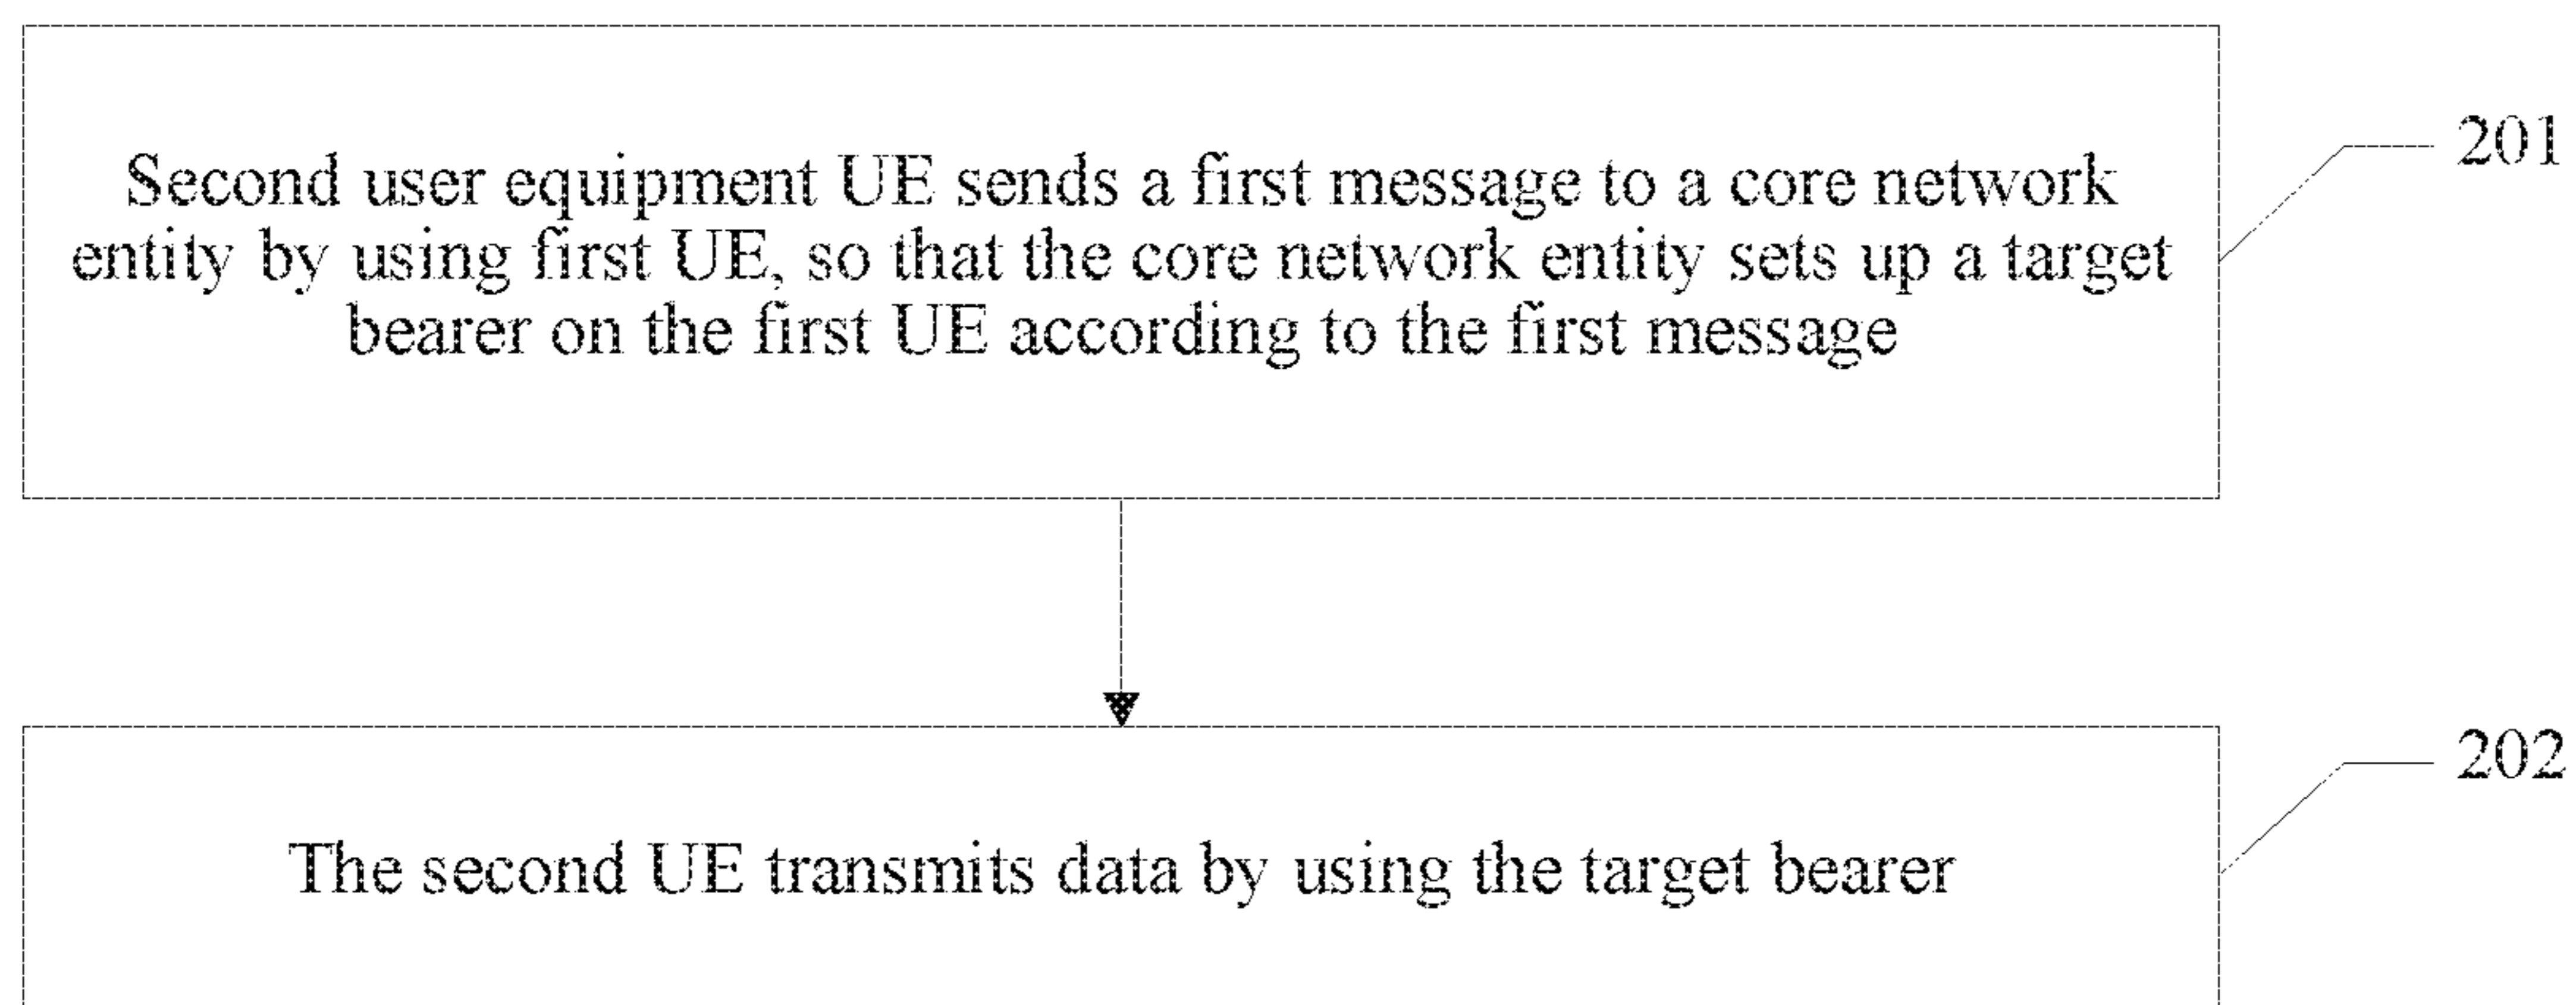 Second user equipment UE sends a first message to a core network
entity by using first UE, so that the core network entity sets up a target
bearer on the first UE according to the first message
201
The second UE transmits data by using the target bearer
202